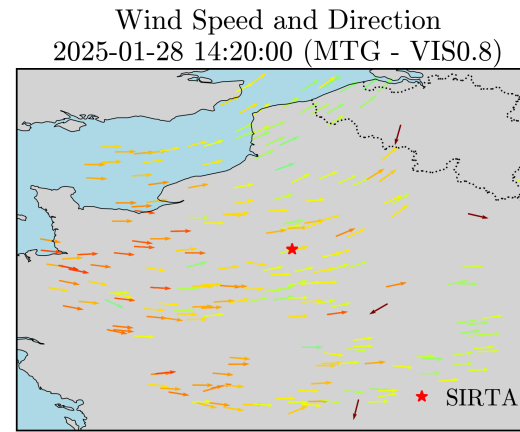 Wind Speed and Direction
2025-01-28 14:20:00 (MTG - VIS0.8)
SIRTA